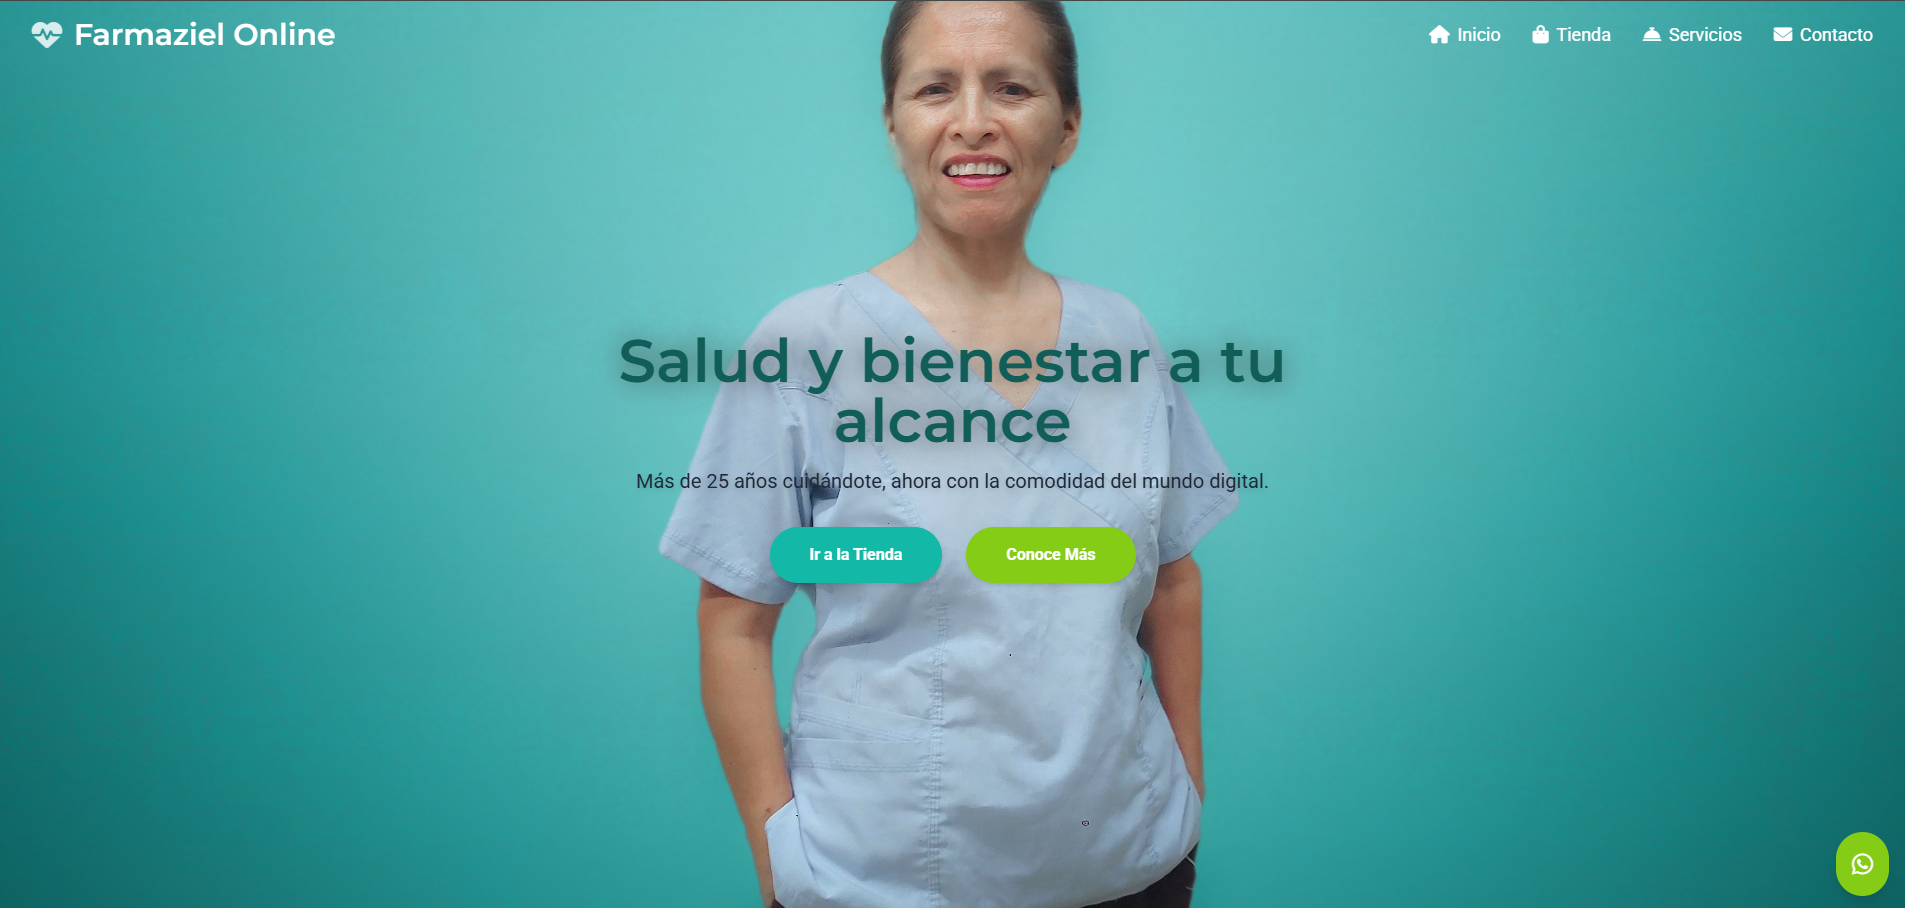 Farmaziel Online
Inicio
Tienda
Servicios
Contacto
Salud y bienestar a tu
alcance
Más de 25 años cuidándote, ahora con la comodidad del mundo digital.
Ir a la Tienda
Conoce Más